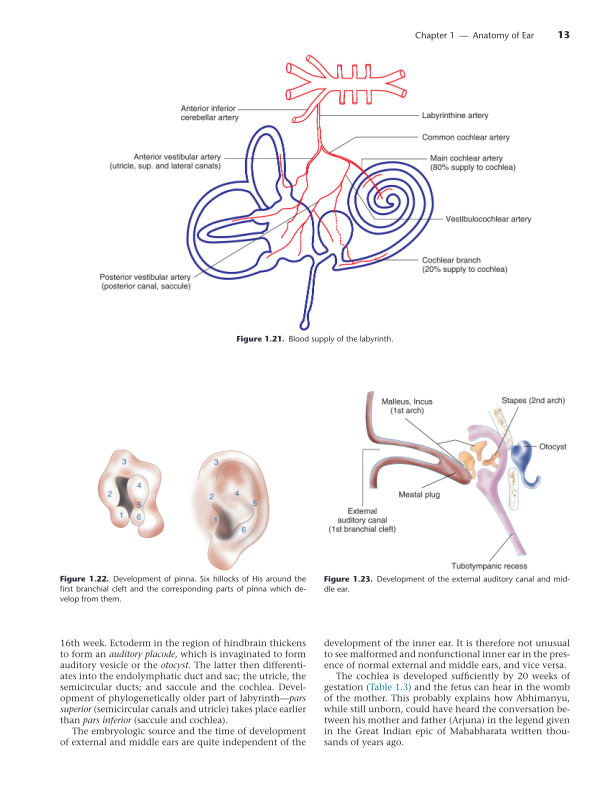 Chapter 1 — Anatomy of Ear 13
Anterior inferior
cerebellar artery
Labyrinthine artery
Common cochlear artery
Anterior vestibular artery
(utricle, sup. and lateral canals)
Main cochlear artery
(80% supply to cochlea)
Vestibulocochlear artery
Cochlear branch
(20% supply to cochlea)
Posterior vestibular artery
(posterior canal, saccule)
Figure 1.21. Blood supply of the labyrinth.
3
2
4
5
1
6
3
2
4
5
1
6
Figure 1.22. Development of pinna. Six hillocks of His around the
first branchial cleft and the corresponding parts of pinna which de-
velop from them.
Malleus, Incus
(1st arch)
Stapes (2nd arch)
Otocyst
Meatal plug
External
auditory canal
(1st branchial cleft)
Tubotympanic recess
Figure 1.23. Development of the external auditory canal and mid-
dle ear.
16th week. Ectoderm in the region of hindbrain thickens
to form an auditory placode, which is invaginated to form
auditory vesicle or the otocyst. The latter then differenti-
ates into the endolymphatic duct and sac; the utricle, the
semicircular ducts; and saccule and the cochlea. Devel-
opment of phylogenetically older part of labyrinth—pars
superior (semicircular canals and utricle) takes place earlier
than pars inferior (saccule and cochlea).
The embryologic source and the time of development
of external and middle ears are quite independent of the
development of the inner ear. It is therefore not unusual
to see malformed and nonfunctional inner ear in the pres-
ence of normal external and middle ears, and vice versa.
The cochlea is developed sufficiently by 20 weeks of
gestation (Table 1.3) and the fetus can hear in the womb
of the mother. This probably explains how Abhimanyu,
while still unborn, could have heard the conversation be-
tween his mother and father (Arjuna) in the legend given
in the Great Indian epic of Mahabharata written thou-
sands of years ago.